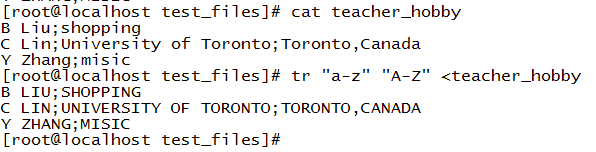 [root@localhost test_files]# cat teacher_hobby
B Liu;shopping
C Lin;University of Toronto;Toronto,Canada
Y Zhang;misic
[root@localhost test_files]# tr "a-z" "A-Z" <teacher_hobby
B LIU;SHOPPING
C LIN;UNIVERSITY OF TORONTO;TORONTO,CANADA
Y ZHANG;MISIC
[root@localhost test_files]#